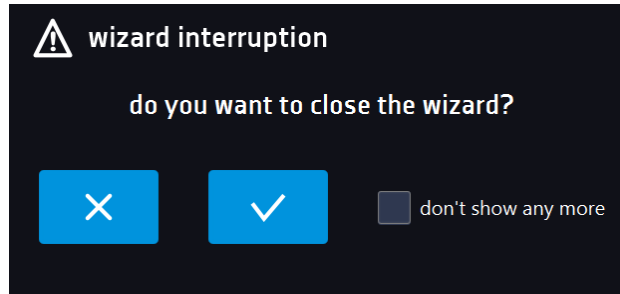 wizard interruption
do you want to close the wizard?
don't show any more